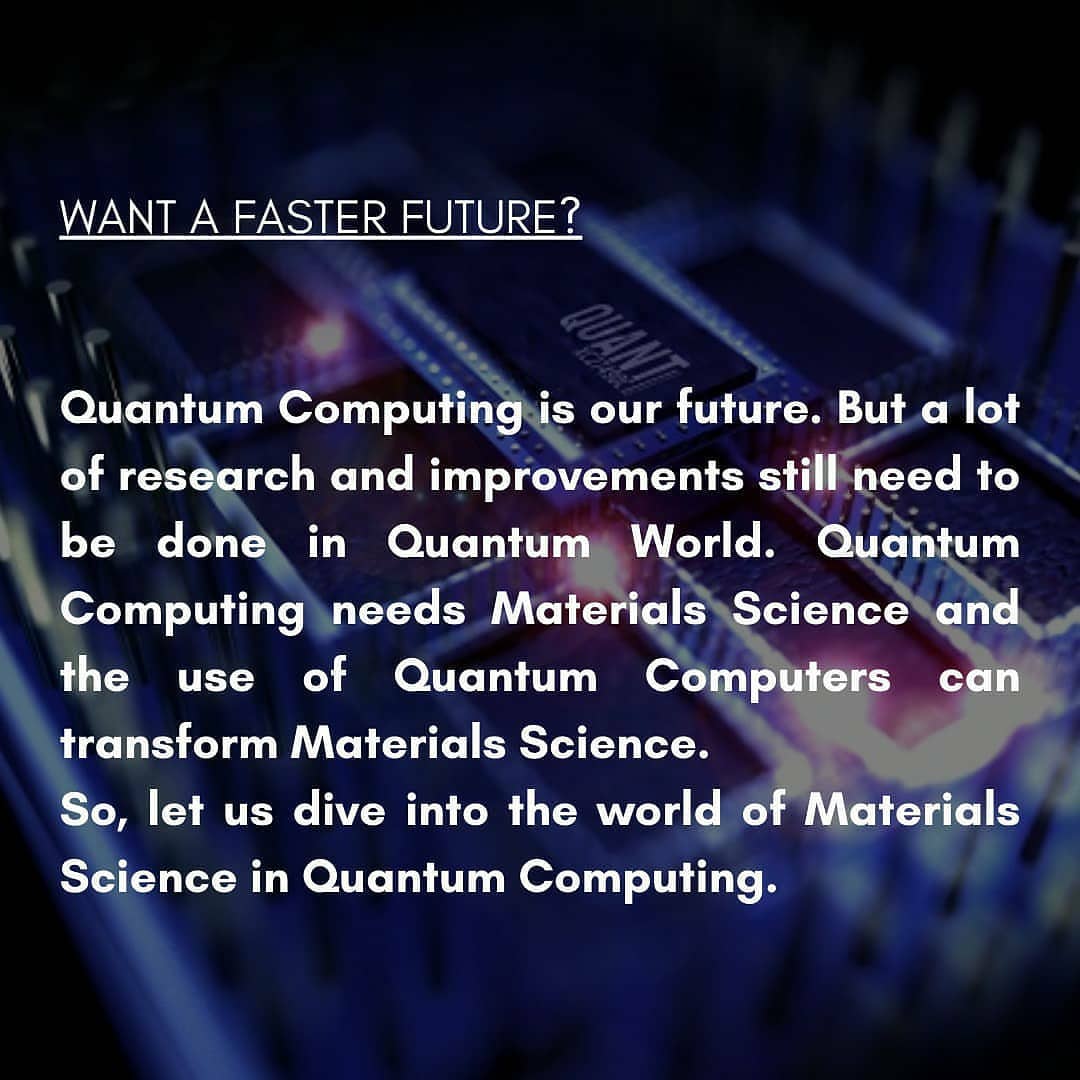 WANT A FASTER FUTURE?
QUANT
Quantum Computing is our future. But a lot
of research and improvements still need to
be done in Quantum World. Quantum
Computing needs Materials Science and
the use of Quantum Computers can
transform Materials Science.
So, let us dive into the world of Materials
Science in Quantum Computing.